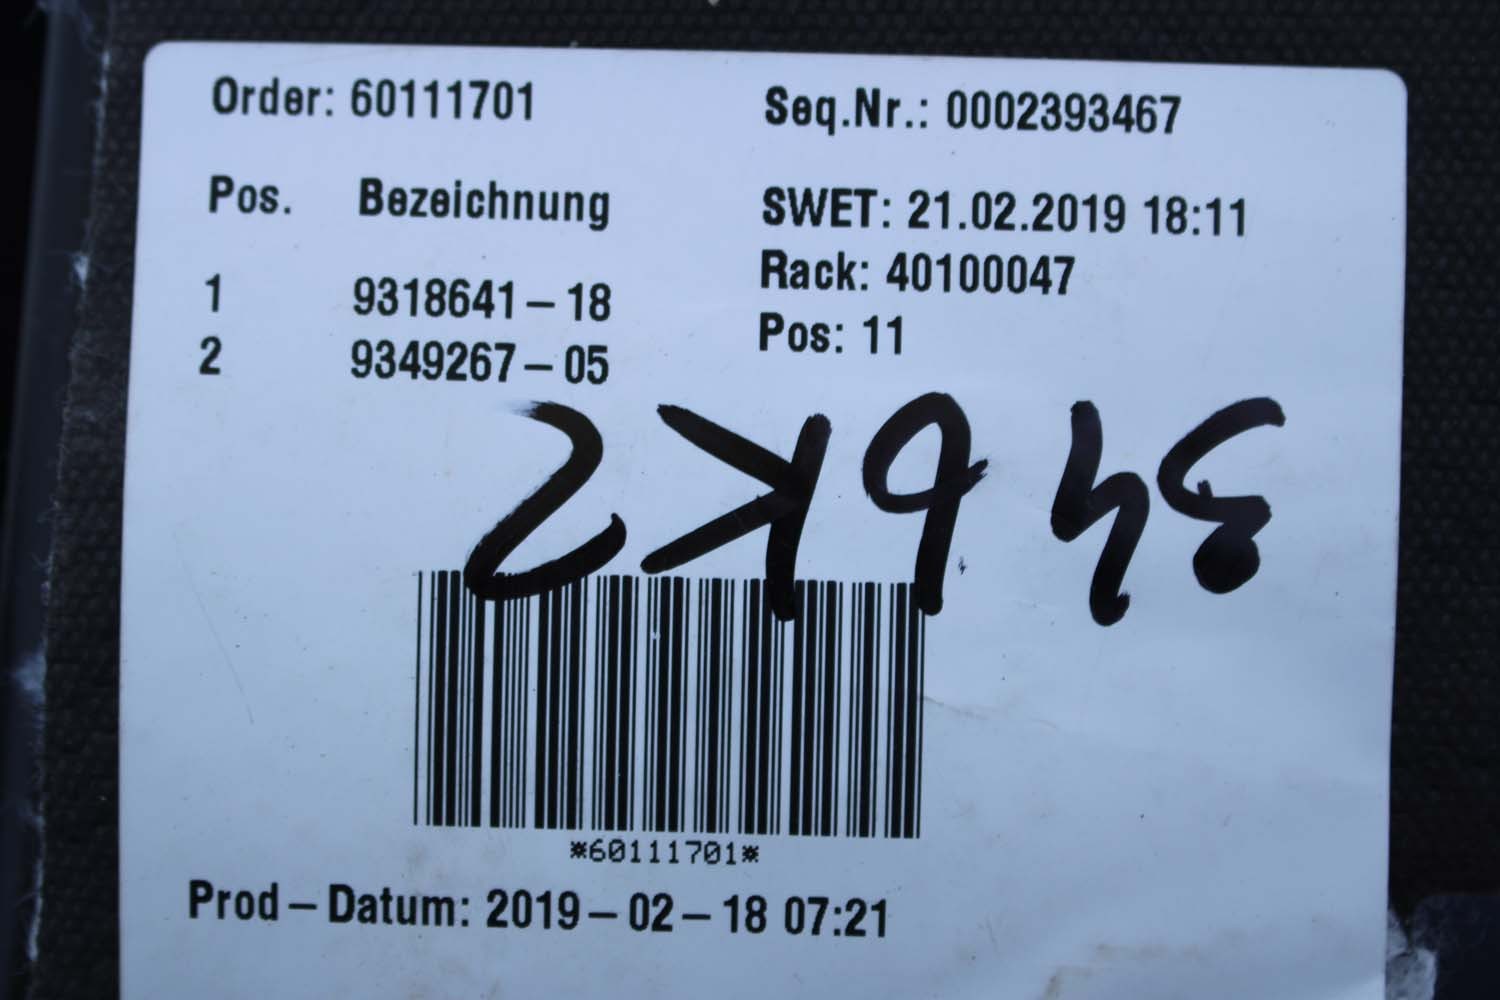 Order: 60111701
Seq.Nr.: 0002393467
Pos. Bezeichnung
SWET: 21.02.2019 18:11
1 9318641-18
Rack: 40100047
2 9349267-05
Pos: 11
*60111701*
Prod-Datum: 2019-02-18 07:21